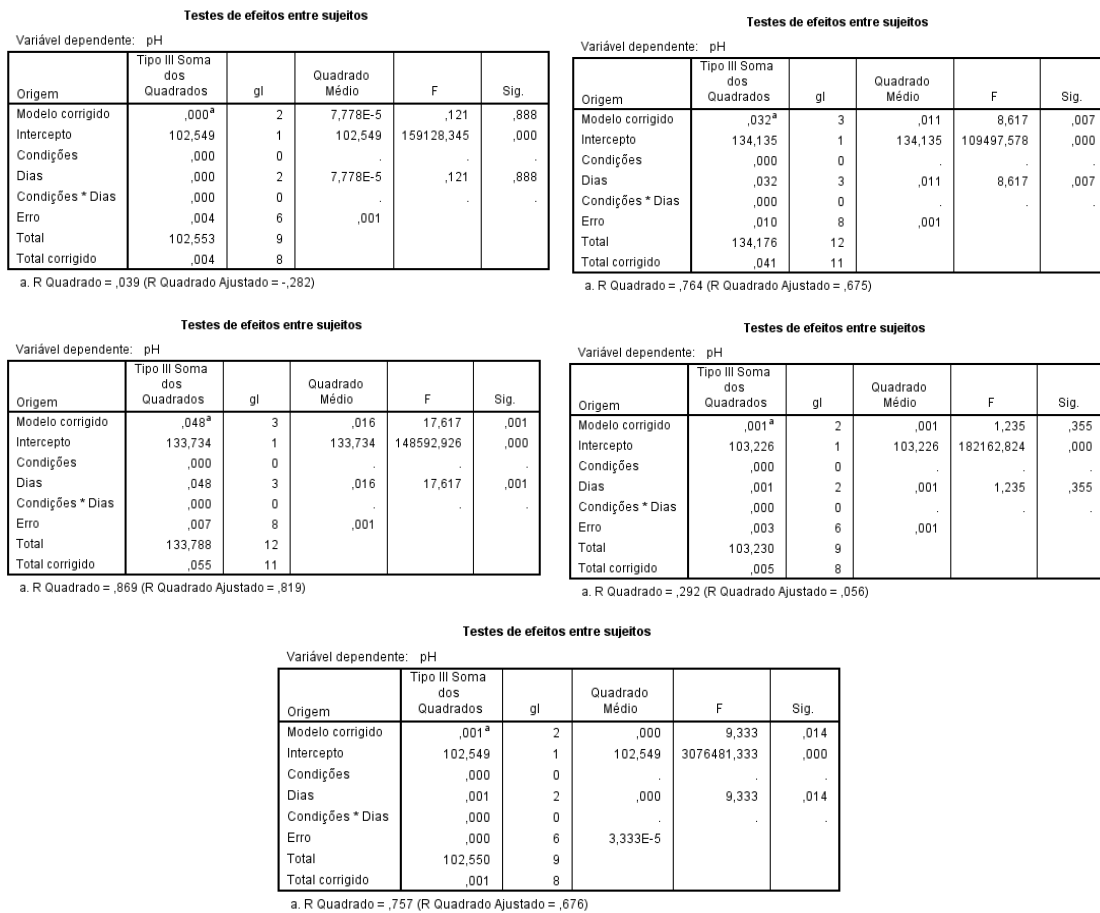 Testes de efeitos entre sujeitos
Variável dependente: pH
Origem Tipo III Soma dos Quadrados gl Quadrado Médio F Sig.
Modelo corrigido ,000a 2 7,778E-5 ,121 ,888
Intercepto 102,549 1 102,549 159128,345 ,000
Condições ,000 0 . . .
Dias ,000 2 7,778E-5 ,121 ,888
Condições * Dias ,000 0 . . .
Erro ,004 6 ,001
Total 102,553 9
Total corrigido ,004 8
a. R Quadrado = ,039 (R Quadrado Ajustado = -,282)
Testes de efeitos entre sujeitos
Variável dependente: pH
Origem Tipo III Soma dos Quadrados gl Quadrado Médio F Sig.
Modelo corrigido ,032a 3 ,011 8,617 ,007
Intercepto 134,135 1 134,135 109497,578 ,000
Condições ,000 0 . . .
Dias ,032 3 ,011 8,617 ,007
Condições * Dias ,000 0 . . .
Erro ,010 8 ,001
Total 134,176 12
Total corrigido ,041 11
a. R Quadrado = ,764 (R Quadrado Ajustado = ,675)
Testes de efeitos entre sujeitos
Variável dependente: pH
Origem Tipo III Soma dos Quadrados gl Quadrado Médio F Sig.
Modelo corrigido ,048a 3 ,016 17,617 ,001
Intercepto 133,734 1 133,734 148592,926 ,000
Condições ,000 0 . . .
Dias ,048 3 ,016 17,617 ,001
Condições * Dias ,000 0 . . .
Erro ,007 8 ,001
Total 133,788 12
Total corrigido ,055 11
a. R Quadrado = ,869 (R Quadrado Ajustado = ,819)
Testes de efeitos entre sujeitos
Variável dependente: pH
Origem Tipo III Soma dos Quadrados gl Quadrado Médio F Sig.
Modelo corrigido ,001a 2 ,001 1,235 ,355
Intercepto 103,226 1 103,226 182162,824 ,000
Condições ,000 0 . . .
Dias ,001 2 ,001 1,235 ,355
Condições * Dias ,000 0 . . .
Erro ,003 6 ,001
Total 103,230 9
Total corrigido ,005 8
a. R Quadrado = ,292 (R Quadrado Ajustado = ,056)
Testes de efeitos entre sujeitos
Variável dependente: pH
Origem Tipo III Soma dos Quadrados gl Quadrado Médio F Sig.
Modelo corrigido ,001a 2 ,000 9,333 ,014
Intercepto 102,549 1 102,549 3076481,333 ,000
Condições ,000 0 . . .
Dias ,001 2 ,000 9,333 ,014
Condições * Dias ,000 0 . . .
Erro ,000 6 3,333E-5
Total 102,550 9
Total corrigido ,001 8
a. R Quadrado = ,757 (R Quadrado Ajustado = ,676)